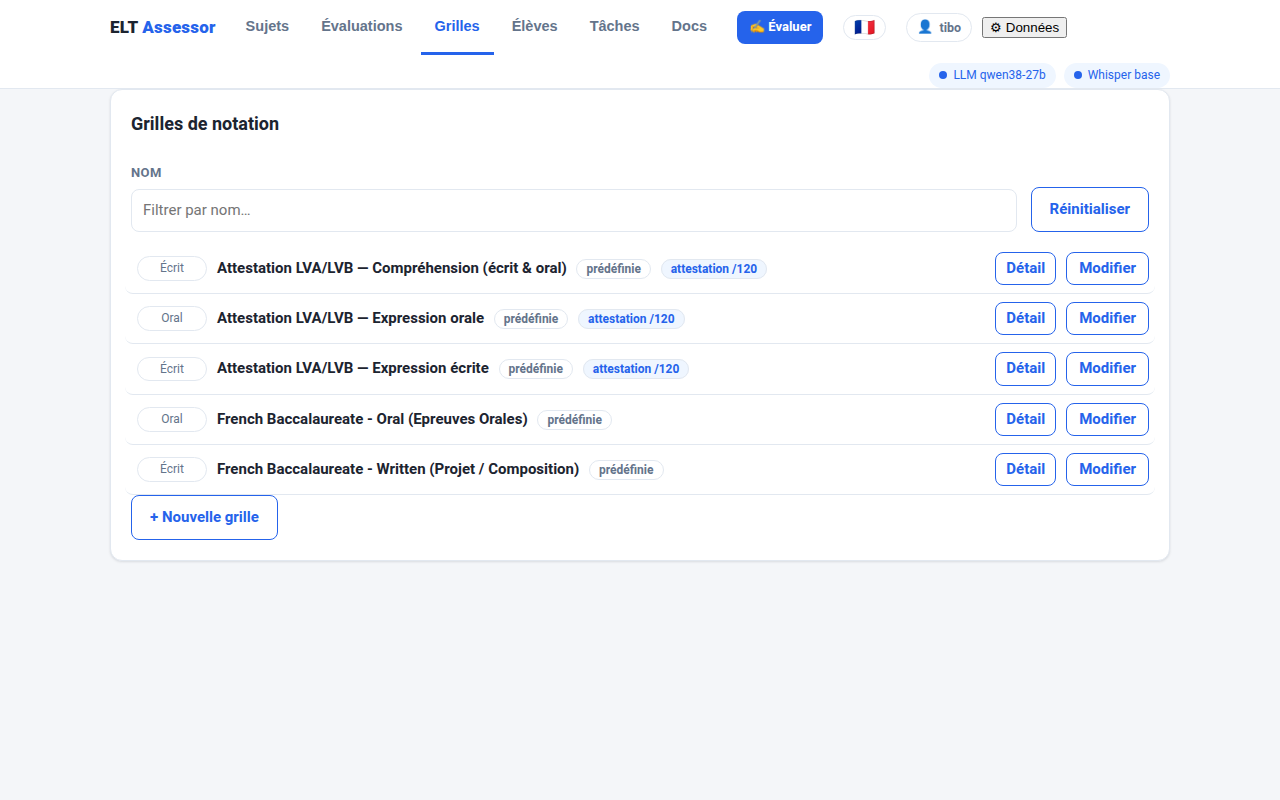 ELT Assessor Sujets Évaluations Grilles Élèves Tâches Docs ✍️ Évaluer 🇫🇷 👤 tibo ⚙ Données
LLM qwen38-27b Whisper base
Grilles de notation
NOM
Filtrer par nom… Réinitialiser
Écrit Attestation LVA/LVB — Compréhension (écrit & oral) prédéfinie attestation /120 Détail Modifier
Oral Attestation LVA/LVB — Expression orale prédéfinie attestation /120 Détail Modifier
Écrit Attestation LVA/LVB — Expression écrite prédéfinie attestation /120 Détail Modifier
Oral French Baccalaureate - Oral (Epreuves Orales) prédéfinie Détail Modifier
Écrit French Baccalaureate - Written (Projet / Composition) prédéfinie Détail Modifier
+ Nouvelle grille